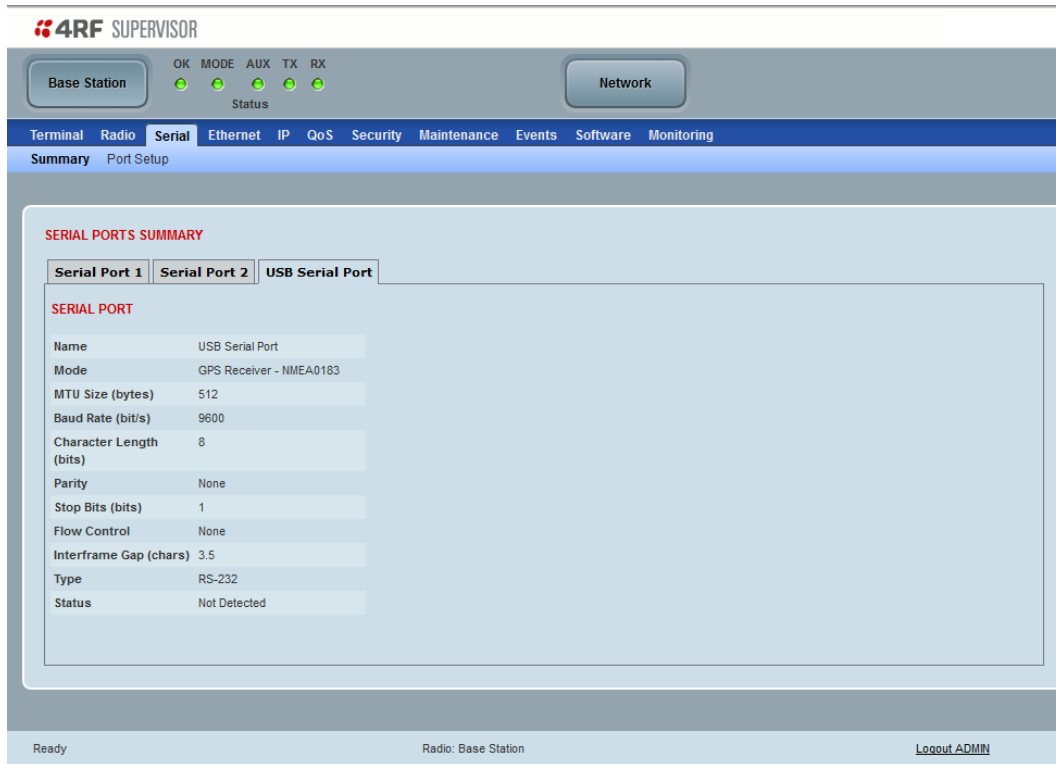 4RF SUPERVISOR
Base Station
OK MODE AUX TX RX
Status
Network
Terminal Radio Serial Ethernet IP QoS Security Maintenance Events Software Monitoring
Summary Port Setup
SERIAL PORTS SUMMARY
Serial Port 1 Serial Port 2 USB Serial Port
SERIAL PORT
Name USB Serial Port
Mode GPS Receiver - NMEA0183
MTU Size (bytes) 512
Baud Rate (bit/s) 9600
Character Length 8
(bits)
Parity None
Stop Bits (bits) 1
Flow Control None
Interframe Gap (chars) 3.5
Type RS-232
Status Not Detected
Ready Radio: Base Station Logout ADMIN